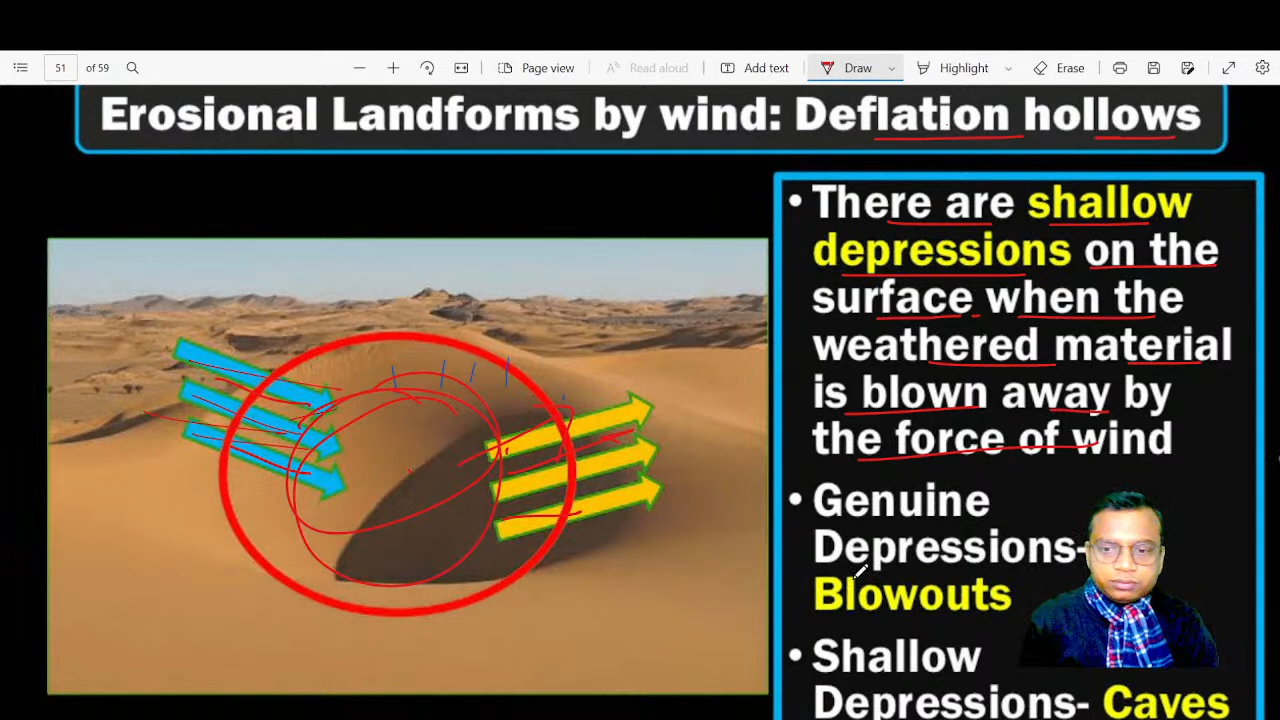 51 of 59
Page view
Read aloud
Add text
Draw
Highlight
Erase
Erosional Landforms by wind: Deflation hollows
• There are shallow
depressions on the
surface when the
weathered material
is blown away by
the force of wind
• Genuine
Depressions-
Blowouts
• Shallow
Depressions- Caves